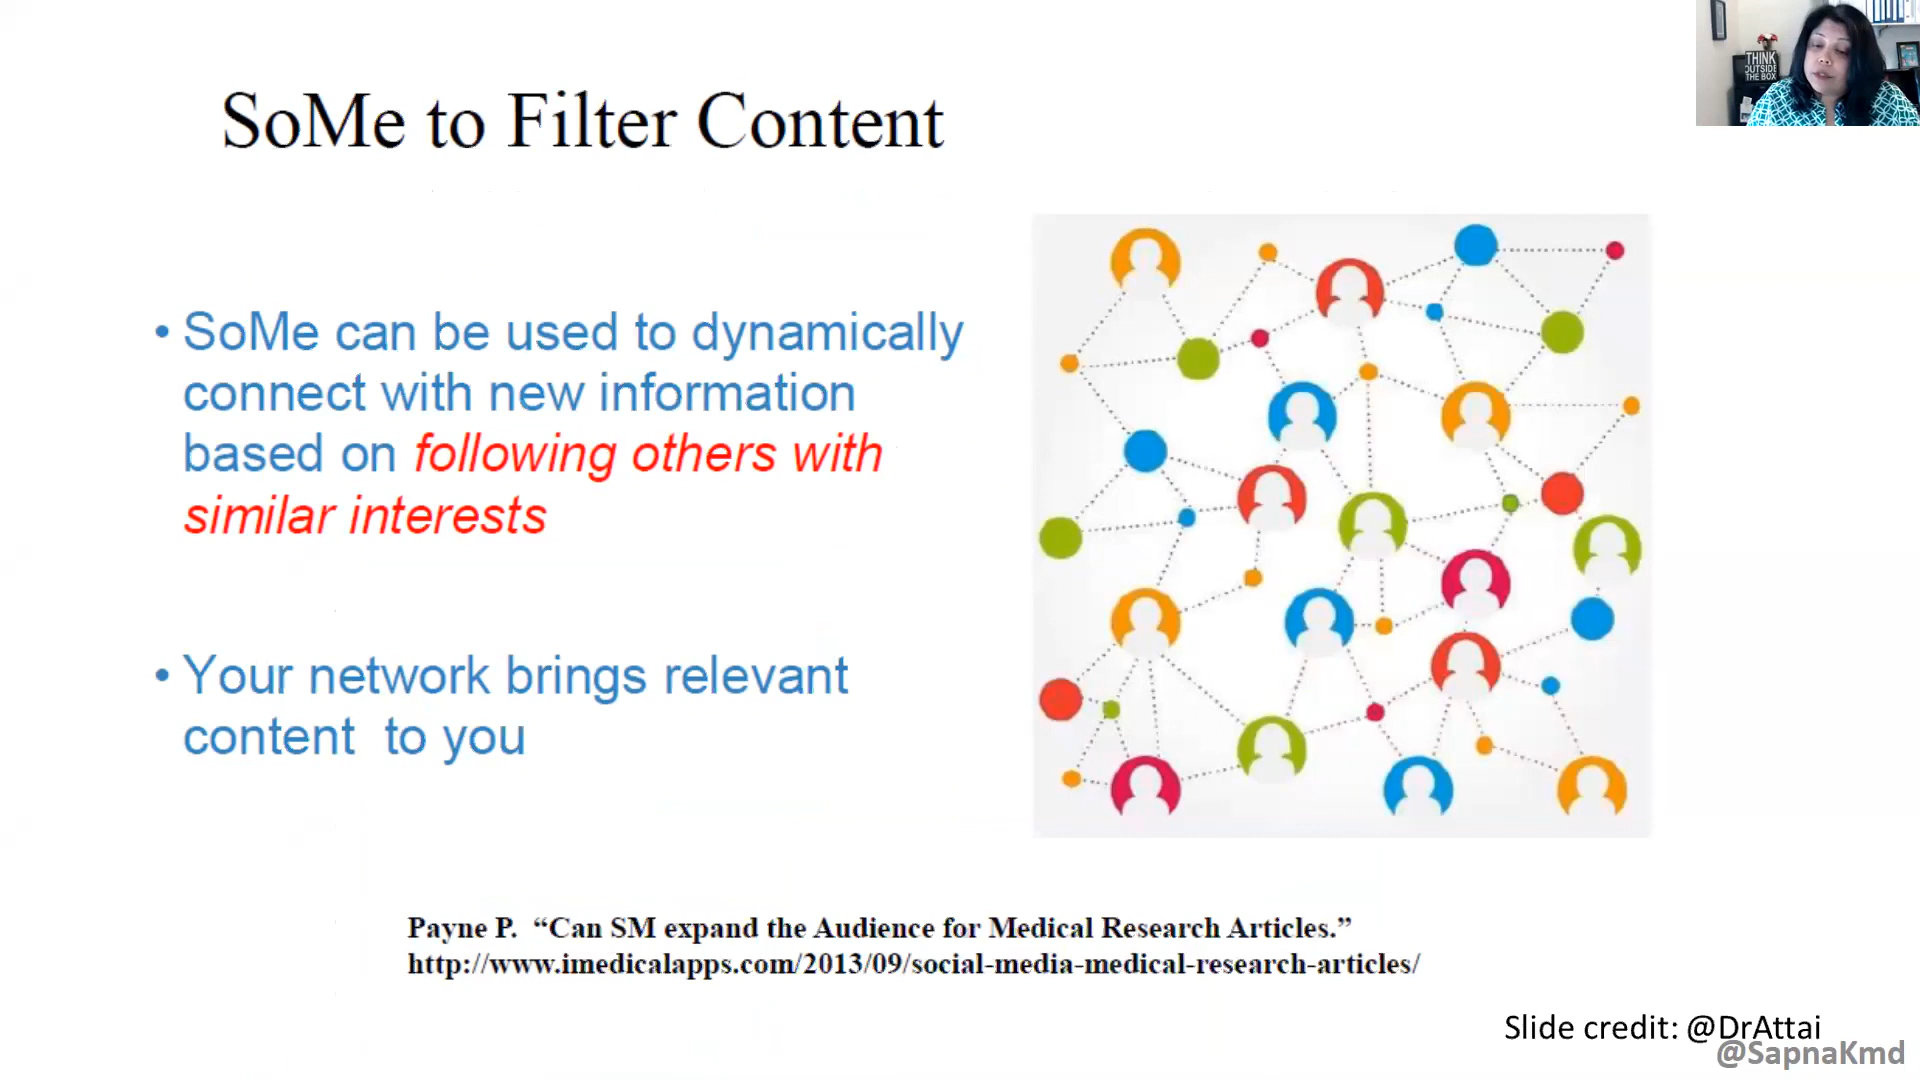 THINK
OUTSIDE
THE BOX
SoMe to Filter Content
• SoMe can be used to dynamically
connect with new information
based on following others with
similar interests
• Your network brings relevant
content to you
Payne P. “Can SM expand the Audience for Medical Research Articles.”
http://www.imedicalapps.com/2013/09/social-media-medical-research-articles/
Slide credit: @DrAttai
@SapnaKmd